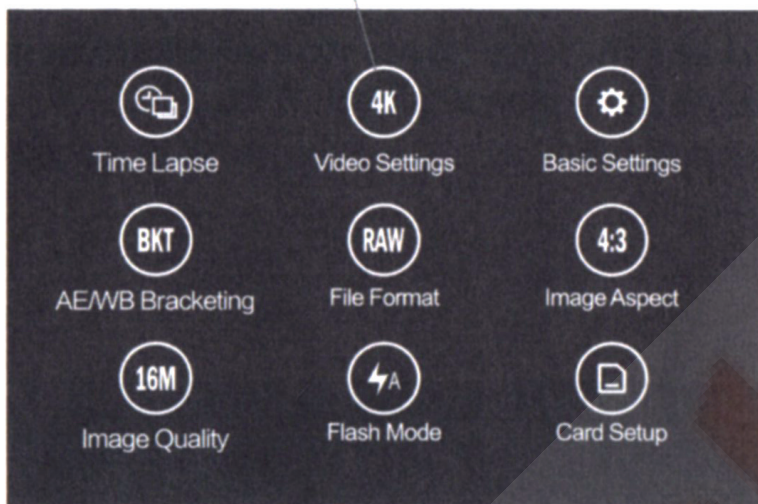 4K
Time Lapse Video Settings Basic Settings
BKT RAW 4:3
AE/WB Bracketing File Format Image Aspect
16M A
Image Quality Flash Mode Card Setup